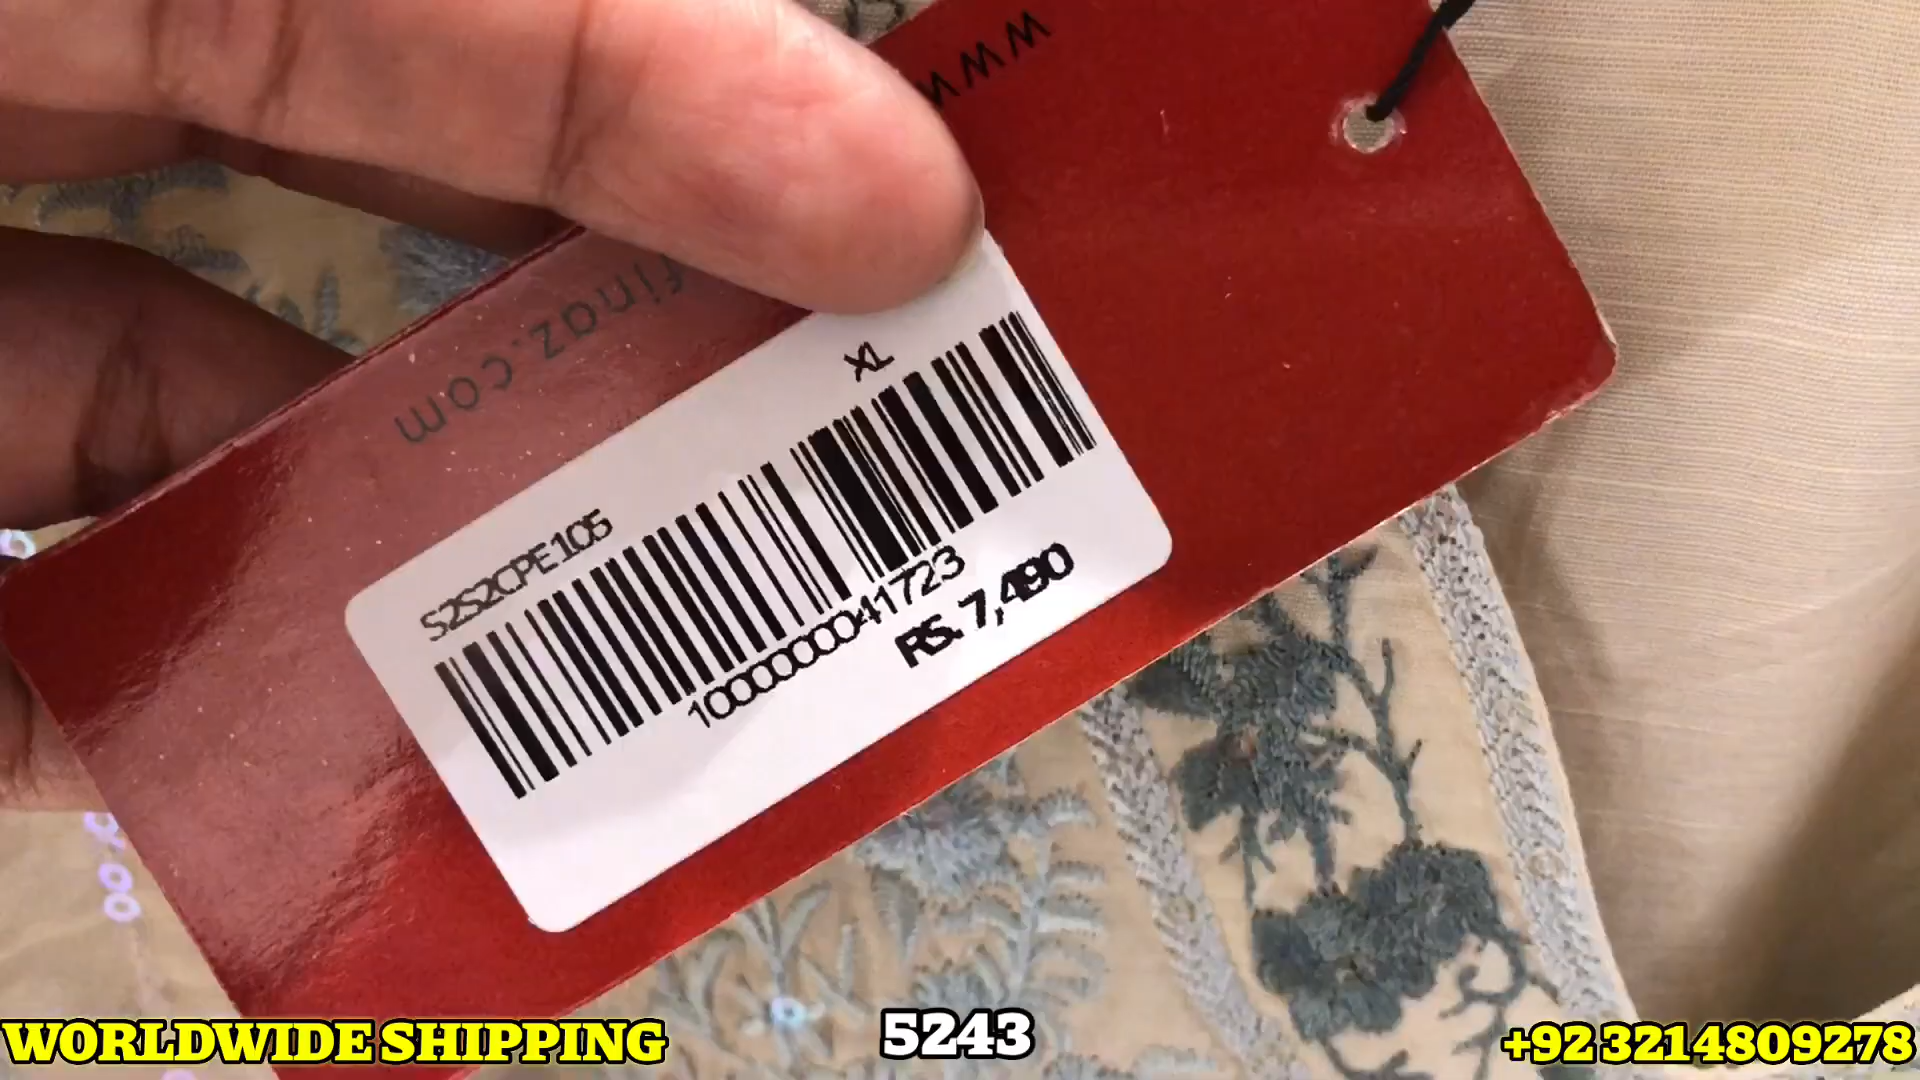 www
finaz.com
XL
S2S2CPE105
1000000041723
RS. 7,490
WORLDWIDE SHIPPING
5243
+92 3214809278